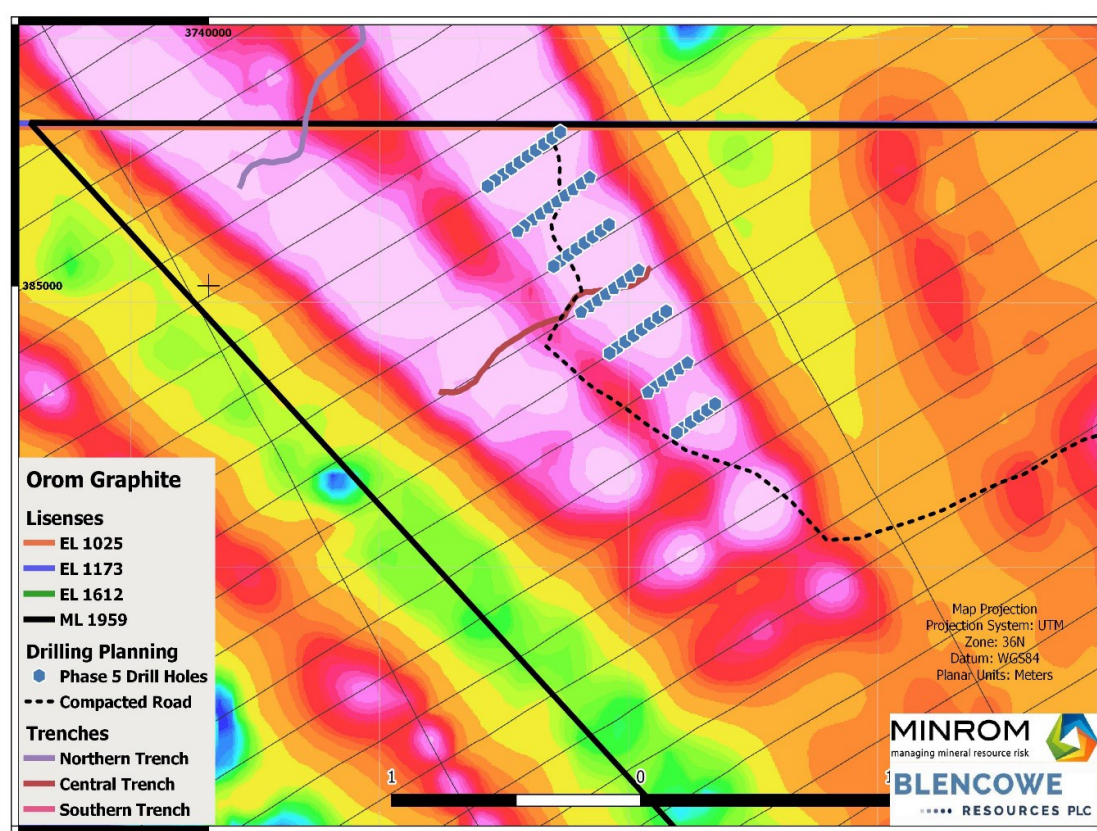 3740000
385000
Orom Graphite
Lisenses
EL 1025
EL 1173
EL 1612
ML 1959
Drilling Planning
Phase 5 Drill Holes
Compacted Road
Trenches
Northern Trench
Central Trench
Southern Trench
Map Projection
Projection System: UTM
Zone: 36N
Datum: WGS84
Planar Units: Meters
1
0
1
MINROM
managing mineral resource risk
BLENCOWE
RESOURCES PLC